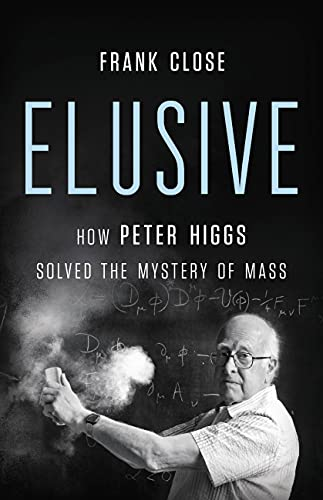 FRANK CLOSE
ELUSIVE
HOW PETER HIGGS
SOLVED THE MYSTERY OF MASS